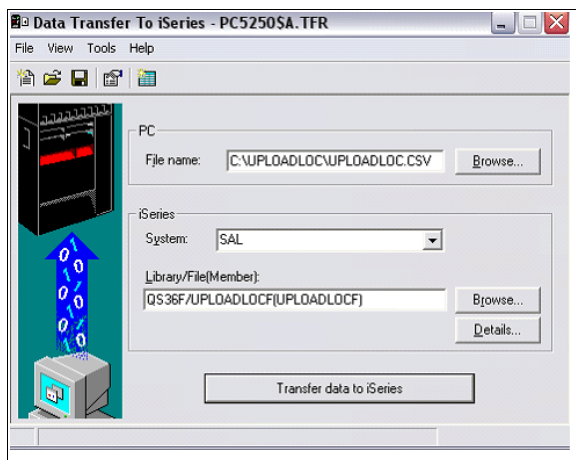 Data Transfer To iSeries - PC5250$A.TFR
File View Tools Help
PC
File name: C:\UPLOADLOC\UPLOADLOC.CSV Browse...
iSeries
System: SAL
Library/File(Member):
QS36F/UPLOADLOCF(UPLOADLOCF) Browse...
Details...
Transfer data to iSeries